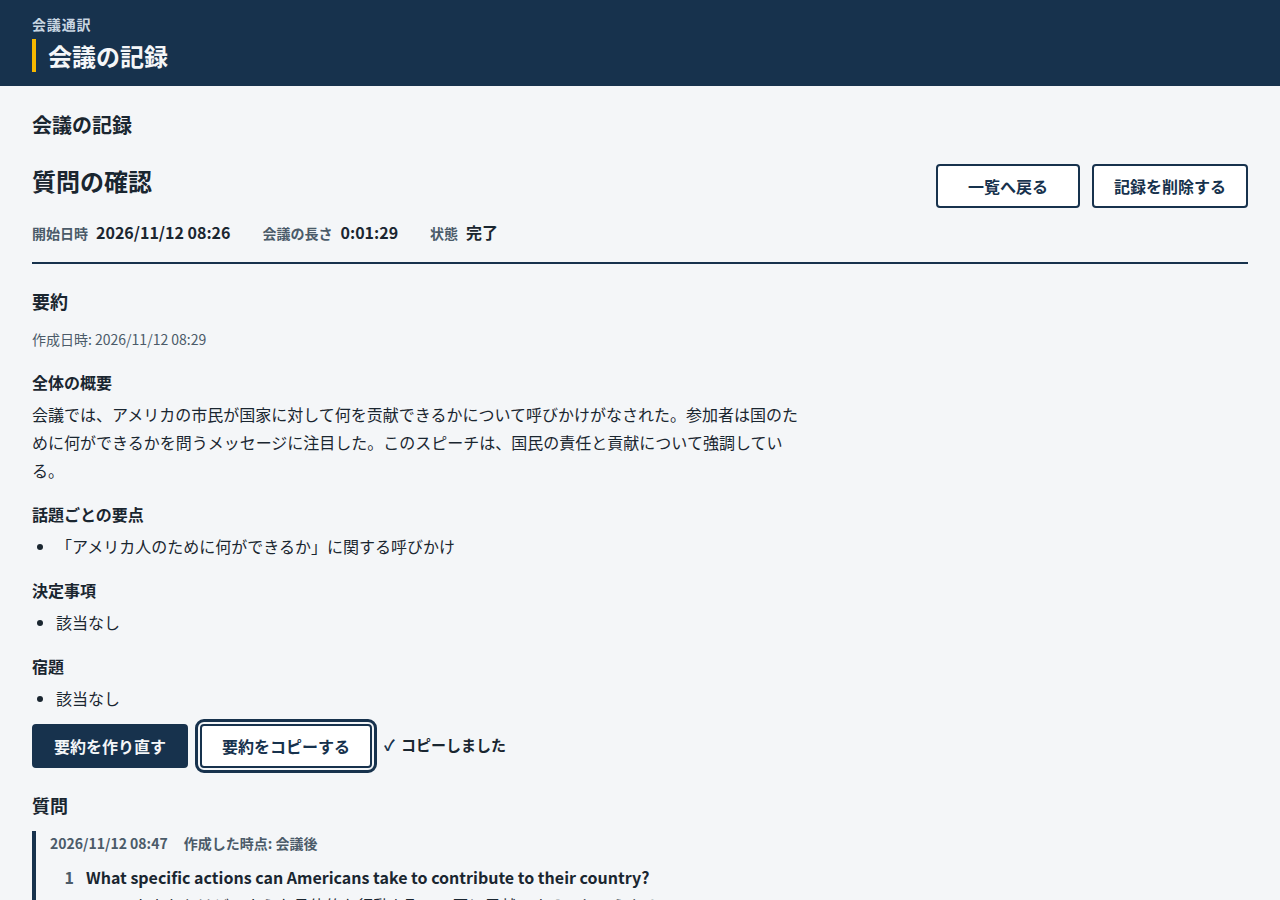 会議通訳
会議の記録
会議の記録
質問の確認
一覧へ戻る
記録を削除する
開始日時 2026/11/12 08:26 会議の長さ 0:01:29 状態 完了
要約
作成日時: 2026/11/12 08:29
全体の概要
会議では、アメリカの市民が国家に対して何を贡献できるかについて呼びかけがなされた。参加者は国のた
めに何ができるかを問うメッセージに注目した。このスピーチは、国民の責任と貢献について強調してい
る。
話題ごとの要点
「アメリカ人のために何ができるか」に関する呼びかけ
決定事項
該当なし
宿題
該当なし
要約を作り直す
要約をコピーする
✓ コピーしました
質問
2026/11/12 08:47 作成した時点: 会議後
1 What specific actions can Americans take to contribute to their country?